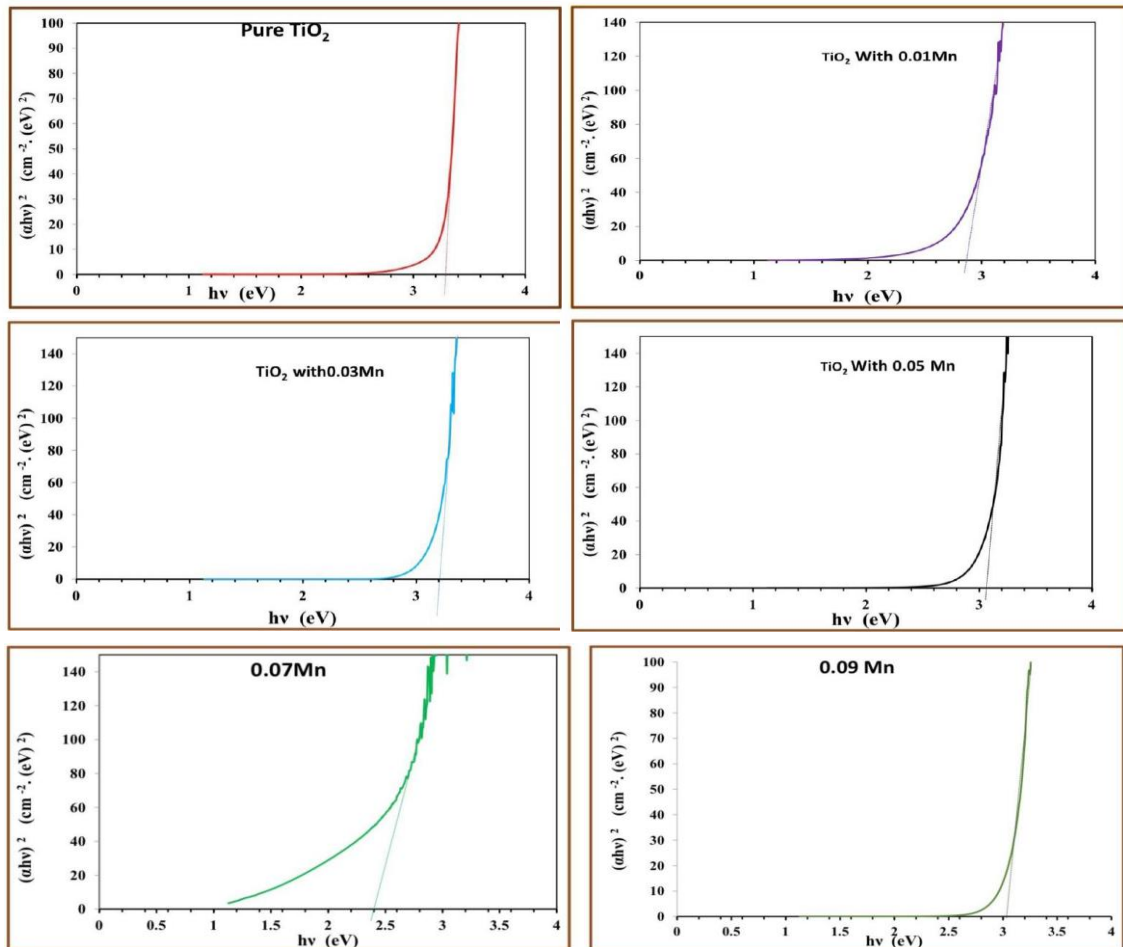 Pure TiO₂
(αhν) ² (cm ⁻². (eV) ²)
100
90
80
70
60
50
40
30
20
10
0
0 1 2 3 4
hν (eV)
TiO₂ With 0.01Mn
(αhν) ² (cm ⁻². (eV) ²)
140
120
100
80
60
40
20
0
0 1 2 3 4
hν (eV)
TiO₂ with0.03Mn
(αhν) ² (cm ⁻². (eV) ²)
140
120
100
80
60
40
20
0
0 1 2 3 4
hν (eV)
TiO₂ With 0.05 Mn
(αhν) ² (cm ⁻². (eV) ²)
140
120
100
80
60
40
20
0
0 1 2 3 4
hν (eV)
0.07Mn
(αhν) ² (cm ⁻². (eV) ²)
140
120
100
80
60
40
20
0
0 0.5 1 1.5 2 2.5 3 3.5 4
hν (eV)
0.09 Mn
(αhν) ² (cm ⁻². (eV) ²)
100
90
80
70
60
50
40
30
20
10
0
0 0.5 1 1.5 2 2.5 3 3.5 4
hν (eV)